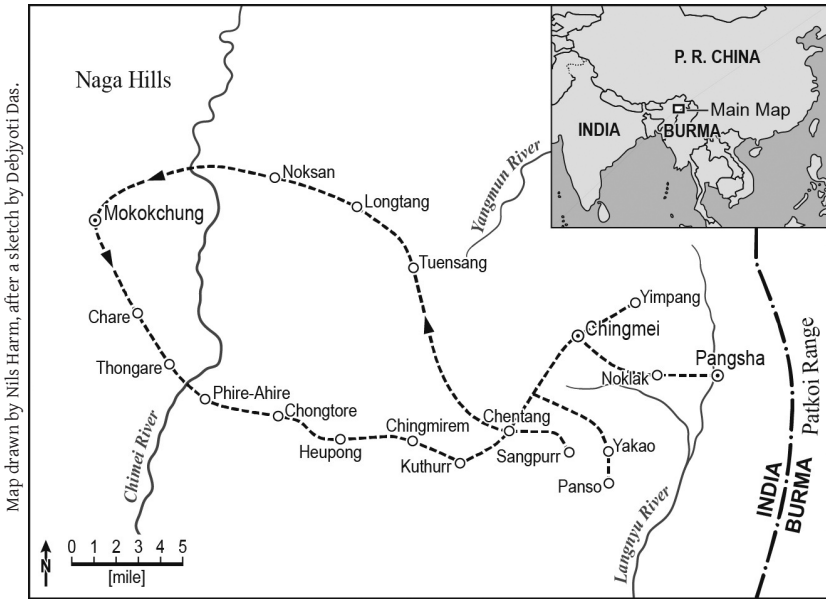 Map drawn by Nils Harm, after a sketch by Debjyoti Das.
Naga Hills
P. R. CHINA
Main Map
INDIA
BURMA
Yangmun River
Noksan
Longtang
Mokokchung
Tuensang
Yimpang
Chare
Chingmei
Patkoi Range
Thongare
Noklak
Pangsha
Phire-Ahire
Chongtore
Chingmirem
Chentang
Heupong
Kuthurr
Sangpurr
Yakao
Panso
Chimei River
Langnyu River
INDIA
BURMA
N
0 1 2 3 4 5
[mile]